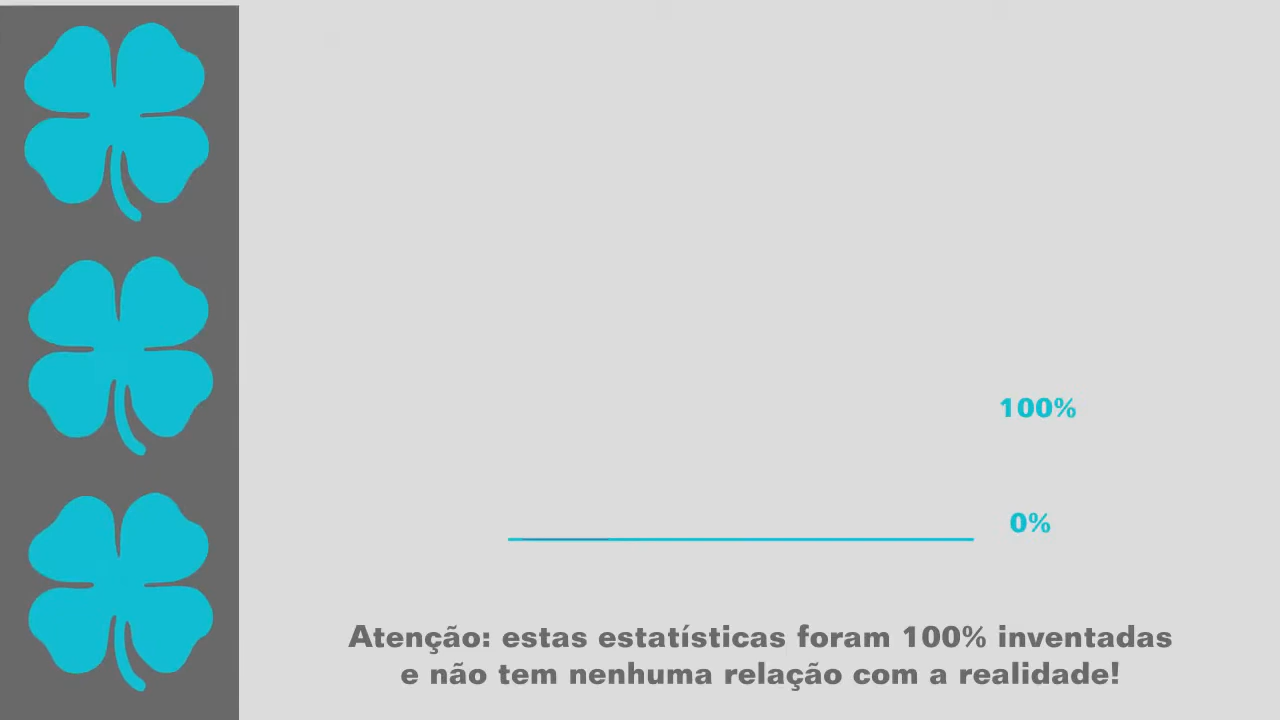 100%
0%
Atenção: estas estatísticas foram 100% inventadas
e não tem nenhuma relação com a realidade!